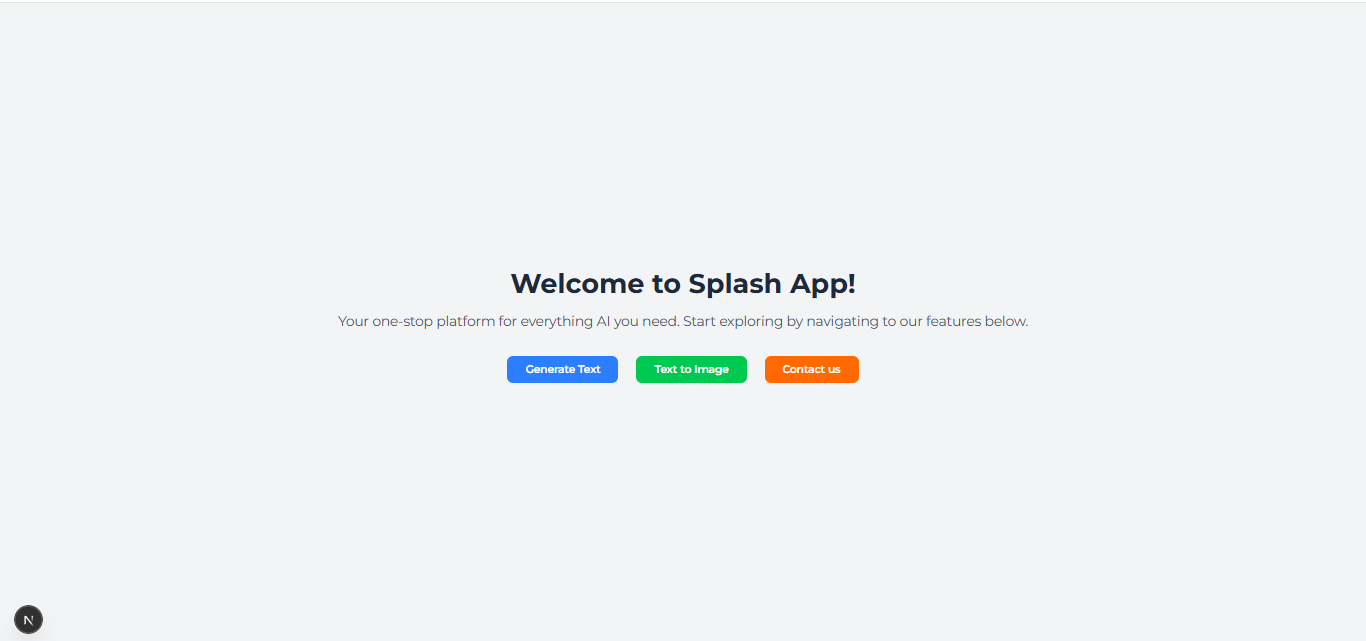 Welcome to Splash App!
Your one-stop platform for everything AI you need. Start exploring by navigating to our features below.
Generate Text
Text to Image
Contact us
N